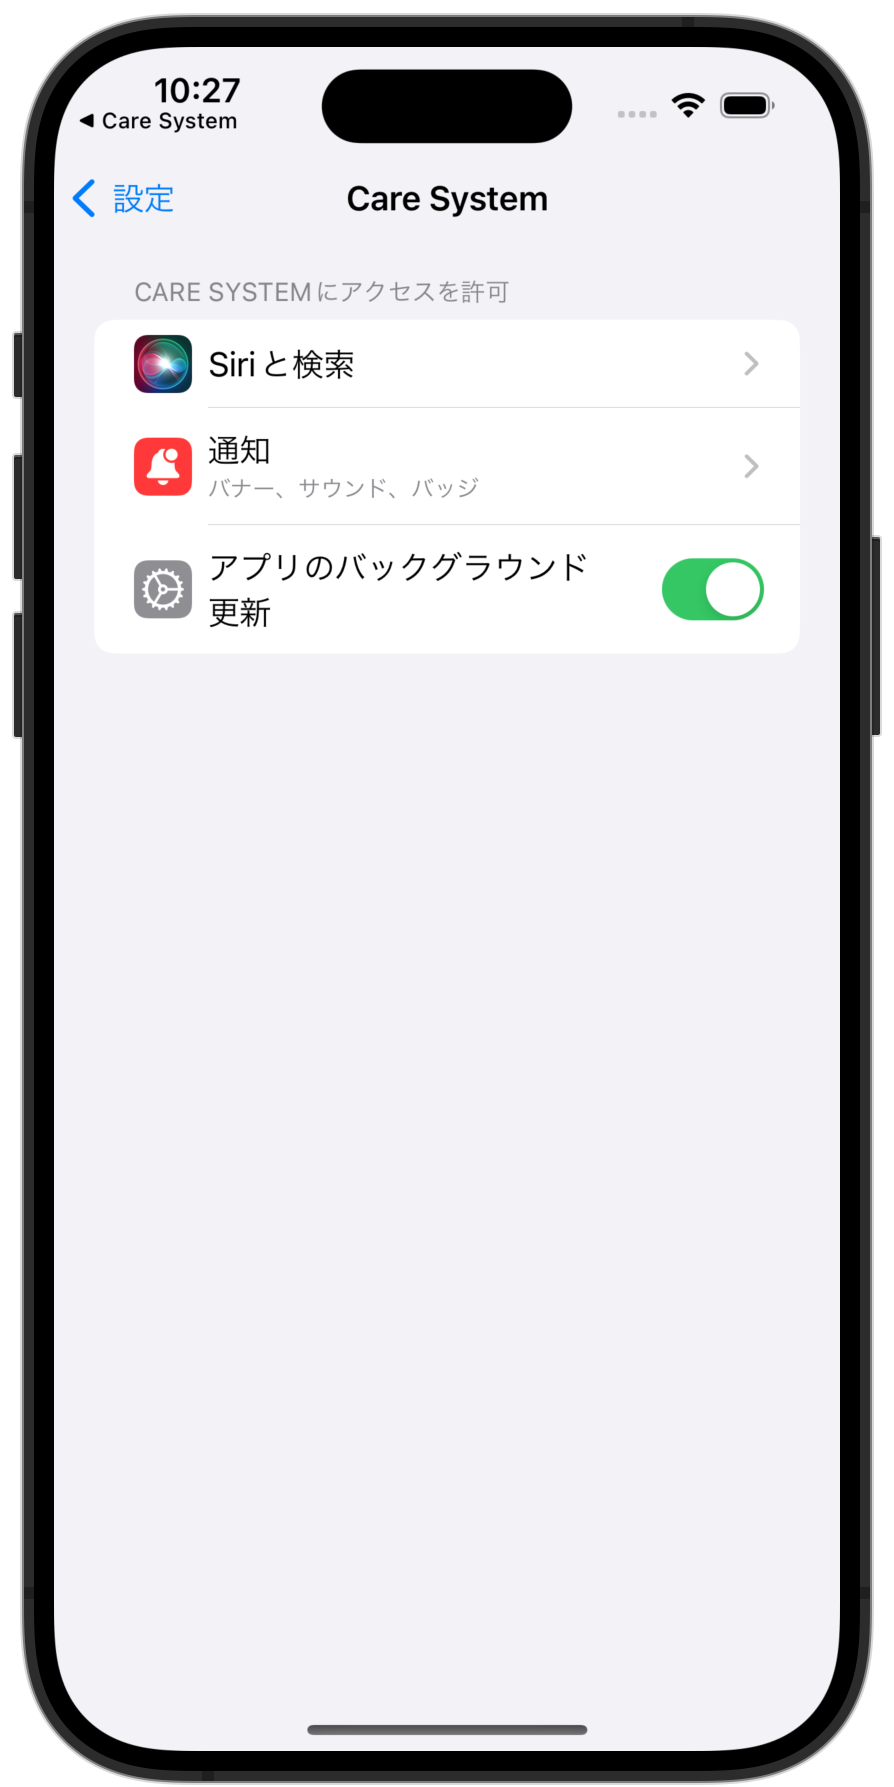 10:27
◀ Care System
設定
Care System
CARE SYSTEMにアクセスを許可
Siriと検索
通知
バナー、サウンド、バッジ
アプリのバックグラウンド
更新